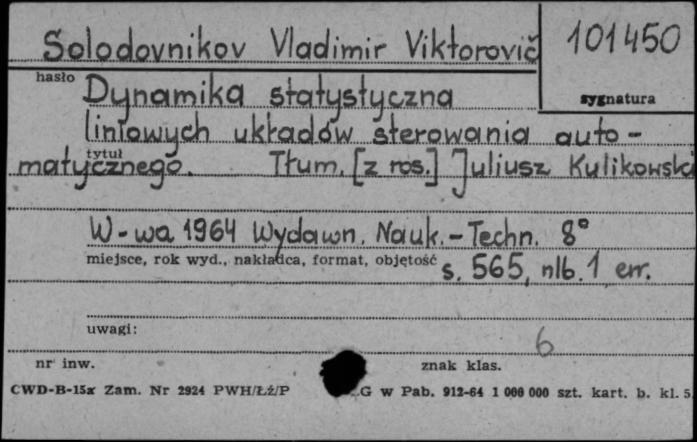 Solodovnikov Vladimir Viktorovič 101450
hasło
sygnatura
Dynamika statystyczna
liniowych układów sterowania auto-
tytuł
matycznego. Tłum. [z ros.] Juliusz Kulikowski
W-wa 1964 Wydawn. Nauk.-Techn. 8°
miejsce, rok wyd., nakładca, format, objętość s. 565, nlb. 1 err.
uwagi:
6
nr inw. znak klas.
CWD-B-15x Zam. Nr 2924 PWH/Łź/P G w Pab. 912-64 1 000 000 szt. kart. b. kl. 5